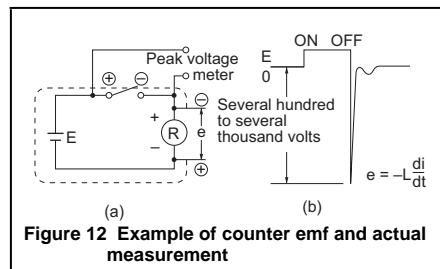 ON OFF
Peak voltage
meter
E
0
⊕ ⊖
⊖
+
E
R
e
−
⊕
Several hundred
to several
thousand volts
e = −L di/dt
(a)
(b)
Figure 12 Example of counter emf and actual
measurement